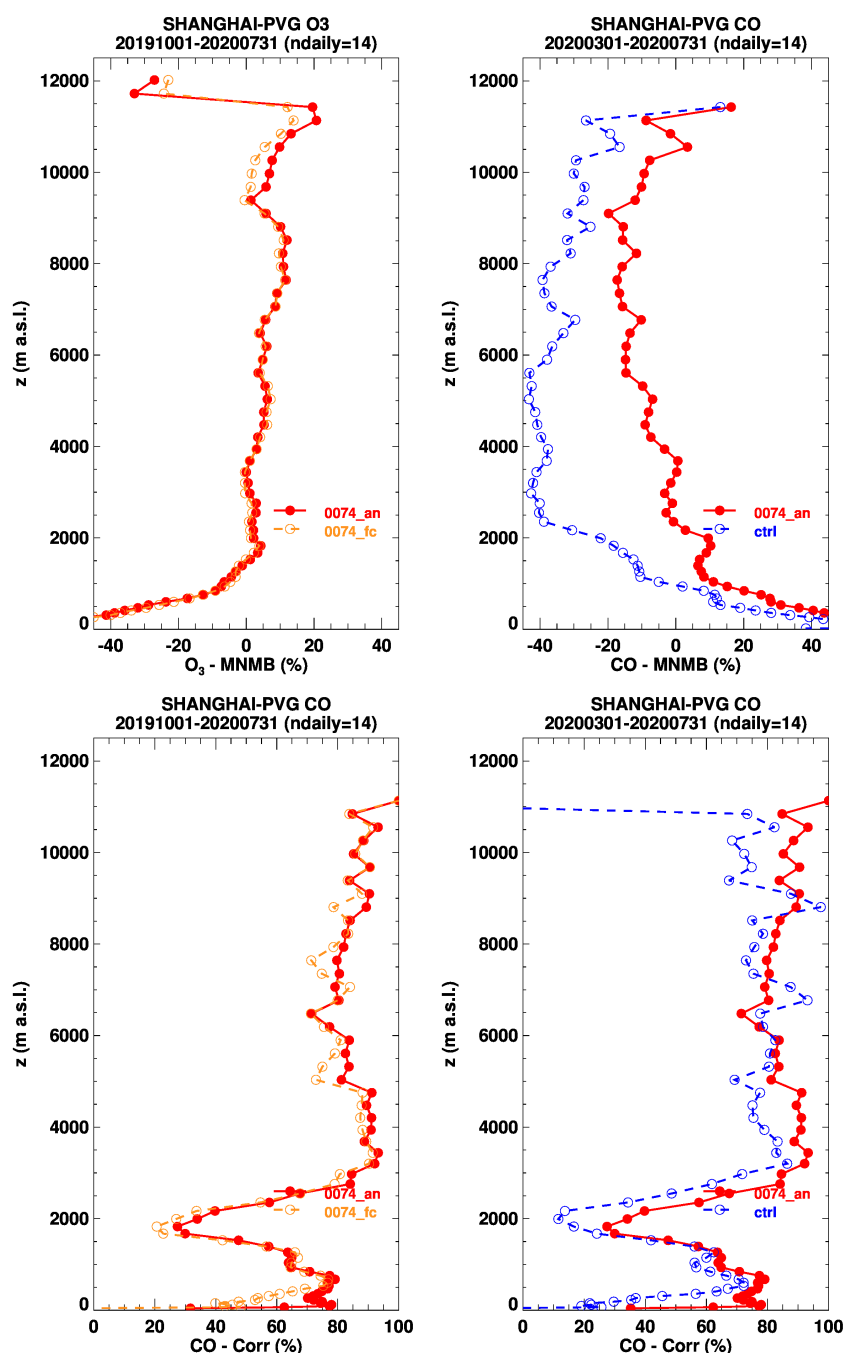 SHANGHAI-PVG O3
20191001-20200731 (ndaily=14)
12000
10000
8000
6000
4000
2000
0
z (m a.s.l.)
0074_an
0074_fc
-40
-20
0
20
40
O3 - MNMB (%)
SHANGHAI-PVG CO
20200301-20200731 (ndaily=14)
12000
10000
8000
6000
4000
2000
0
z (m a.s.l.)
0074_an
ctrl
-40
-20
0
20
40
CO - MNMB (%)
SHANGHAI-PVG CO
20191001-20200731 (ndaily=14)
12000
10000
8000
6000
4000
2000
0
z (m a.s.l.)
0074_an
0074_fc
0
20
40
60
80
100
CO - Corr (%)
SHANGHAI-PVG CO
20200301-20200731 (ndaily=14)
12000
10000
8000
6000
4000
2000
0
z (m a.s.l.)
0074_an
ctrl
0
20
40
60
80
100
CO - Corr (%)